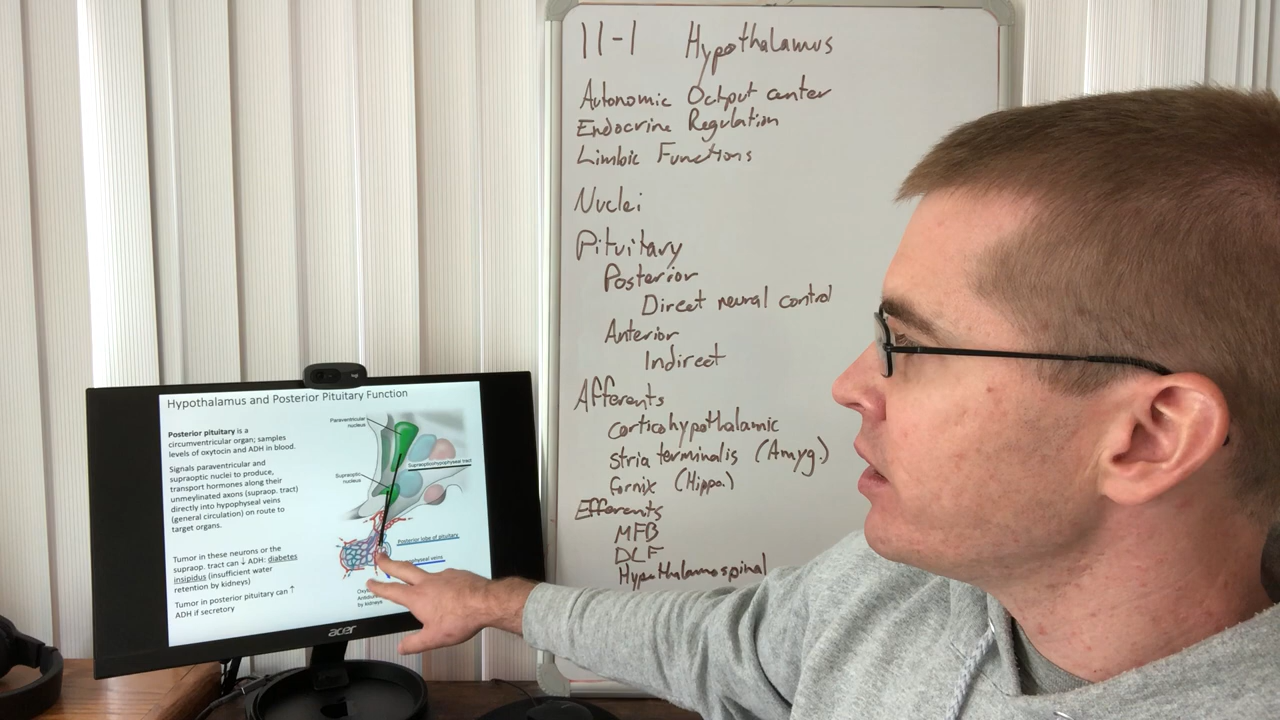 11-1 Hypothalamus
Autonomic Output center
Endocrine Regulation
Limbic Functions
Nuclei
Pituitary
Posterior
Direct neural control
Anterior
Indirect
Afferents
corticohypothalamic
stria terminalis (Amyg.)
fornix (Hippo.)
Efferents
MFB
DLF
Hypothalamospinal
Hypothalamus and Posterior Pituitary Function
Posterior pituitary is a
circumventricular organ; samples
levels of oxytocin and ADH in blood.
Signals paraventricular and
supraoptic nuclei to produce,
transport hormones along their
unmyelinated axons (supraop. tract)
directly into hypophyseal veins
(general circulation) on route to
target organs.
Tumor in these neurons or the
supraop. tract can ↓ ADH: diabetes
insipidus (insufficient water
retention by kidneys)
Tumor in posterior pituitary can ↑
ADH if secretory
Paraventricular
nucleus
Supraopticohypophyseal tract
Supraoptic
nucleus
Posterior lobe of pituitary
veins
by kidneys
acer
logi